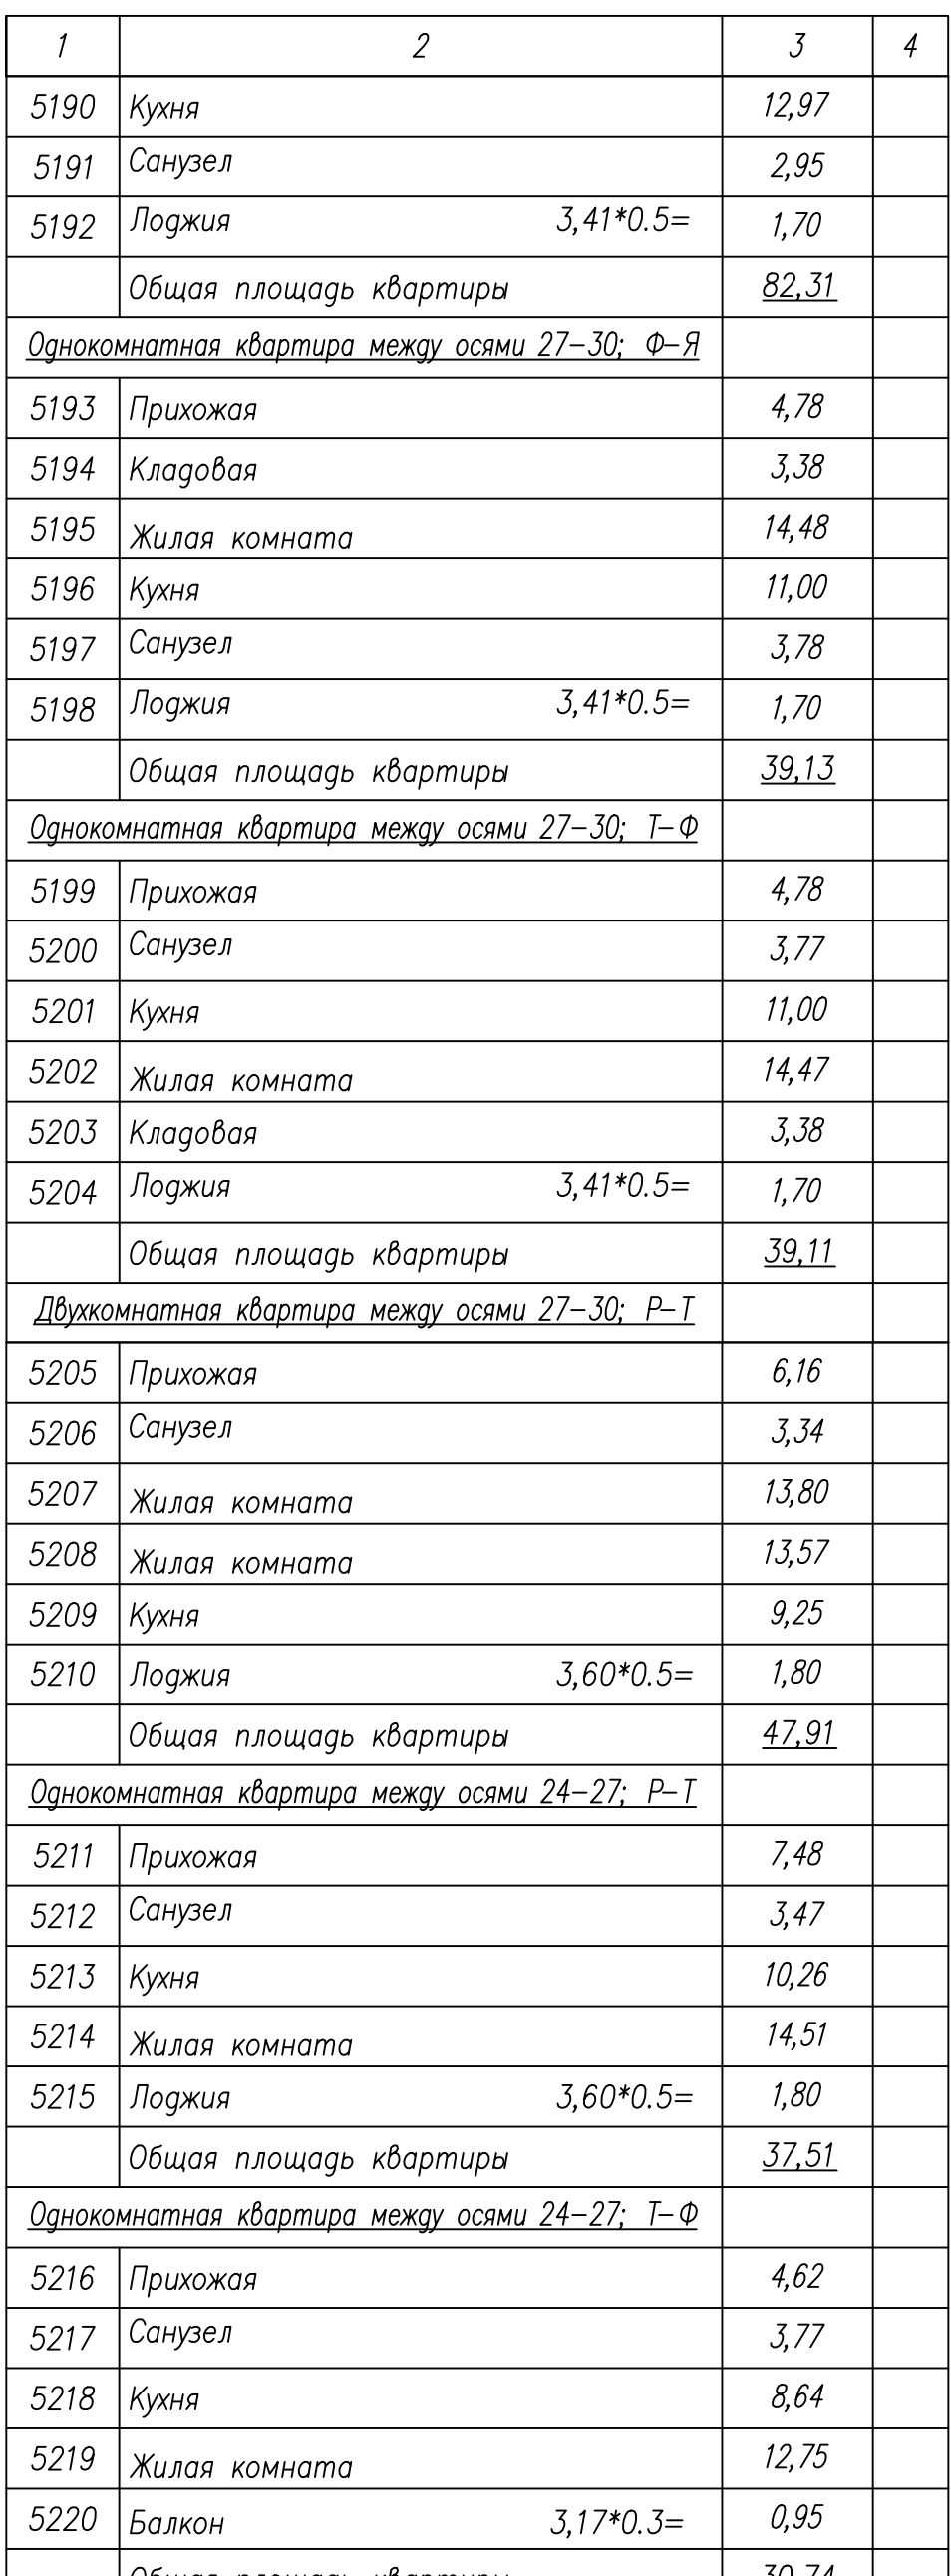 1 2 3 4
5190 Кухня 12,97
5191 Санузел 2,95
5192 Лоджия 3,41*0.5= 1,70
Общая площадь квартиры 82,31
Однокомнатная квартира между осями 27-30; Ф-Я
5193 Прихожая 4,78
5194 Кладовая 3,38
5195 Жилая комната 14,48
5196 Кухня 11,00
5197 Санузел 3,78
5198 Лоджия 3,41*0.5= 1,70
Общая площадь квартиры 39,13
Однокомнатная квартира между осями 27-30; Т-Ф
5199 Прихожая 4,78
5200 Санузел 3,77
5201 Кухня 11,00
5202 Жилая комната 14,47
5203 Кладовая 3,38
5204 Лоджия 3,41*0.5= 1,70
Общая площадь квартиры 39,11
Двухкомнатная квартира между осями 27-30; Р-Т
5205 Прихожая 6,16
5206 Санузел 3,34
5207 Жилая комната 13,80
5208 Жилая комната 13,57
5209 Кухня 9,25
5210 Лоджия 3,60*0.5= 1,80
Общая площадь квартиры 47,91
Однокомнатная квартира между осями 24-27; Р-Т
5211 Прихожая 7,48
5212 Санузел 3,47
5213 Кухня 10,26
5214 Жилая комната 14,51
5215 Лоджия 3,60*0.5= 1,80
Общая площадь квартиры 37,51
Однокомнатная квартира между осями 24-27; Т-Ф
5216 Прихожая 4,62
5217 Санузел 3,77
5218 Кухня 8,64
5219 Жилая комната 12,75
5220 Балкон 3,17*0.3= 0,95
Общая площадь квартиры 30,74